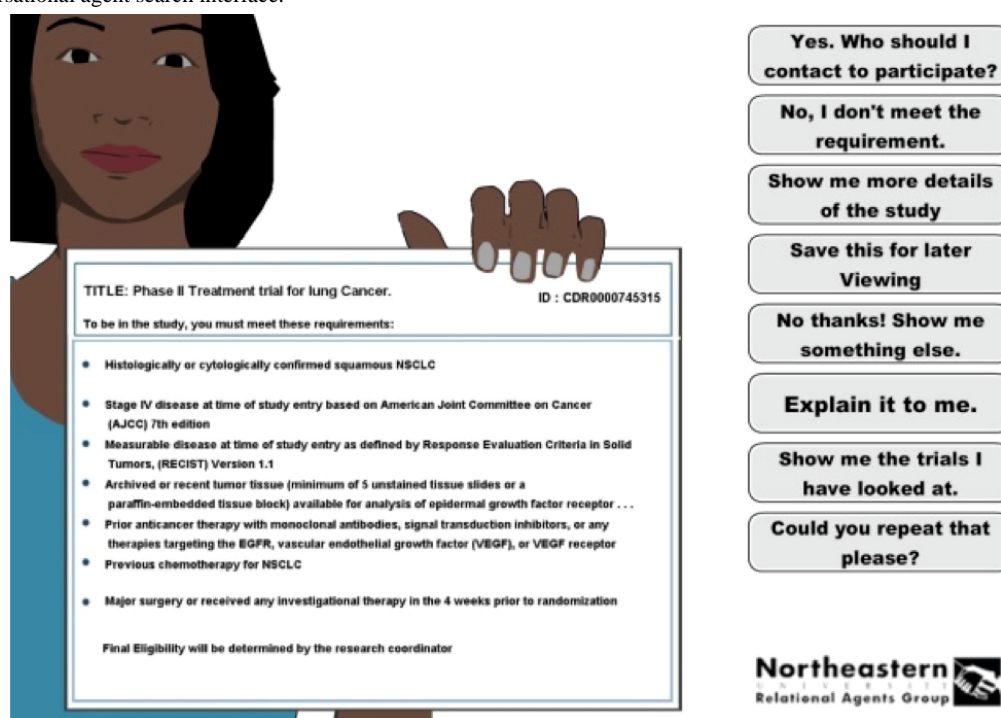 TITLE: Phase II Treatment trial for lung Cancer.
ID : CDR0000745315
To be in the study, you must meet these requirements:
Histologically or cytologically confirmed squamous NSCLC
Stage IV disease at time of study entry based on American Joint Committee on Cancer
(AJCC) 7th edition
Measurable disease at time of study entry as defined by Response Evaluation Criteria in Solid
Tumors, (RECIST) Version 1.1
Archived or recent tumor tissue (minimum of 5 unstained tissue slides or a
paraffin-embedded tissue block) available for analysis of epidermal growth factor receptor . . .
Prior anticancer therapy with monoclonal antibodies, signal transduction inhibitors, or any
therapies targeting the EGFR, vascular endothelial growth factor (VEGF), or VEGF receptor
Previous chemotherapy for NSCLC
Major surgery or received any investigational therapy in the 4 weeks prior to randomization
Final Eligibility will be determined by the research coordinator
Yes. Who should I
contact to participate?
No, I don't meet the
requirement.
Show me more details
of the study
Save this for later
Viewing
No thanks! Show me
something else.
Explain it to me.
Show me the trials I
have looked at.
Could you repeat that
please?
Northeastern
UNIVERSITY
Relational Agents Group